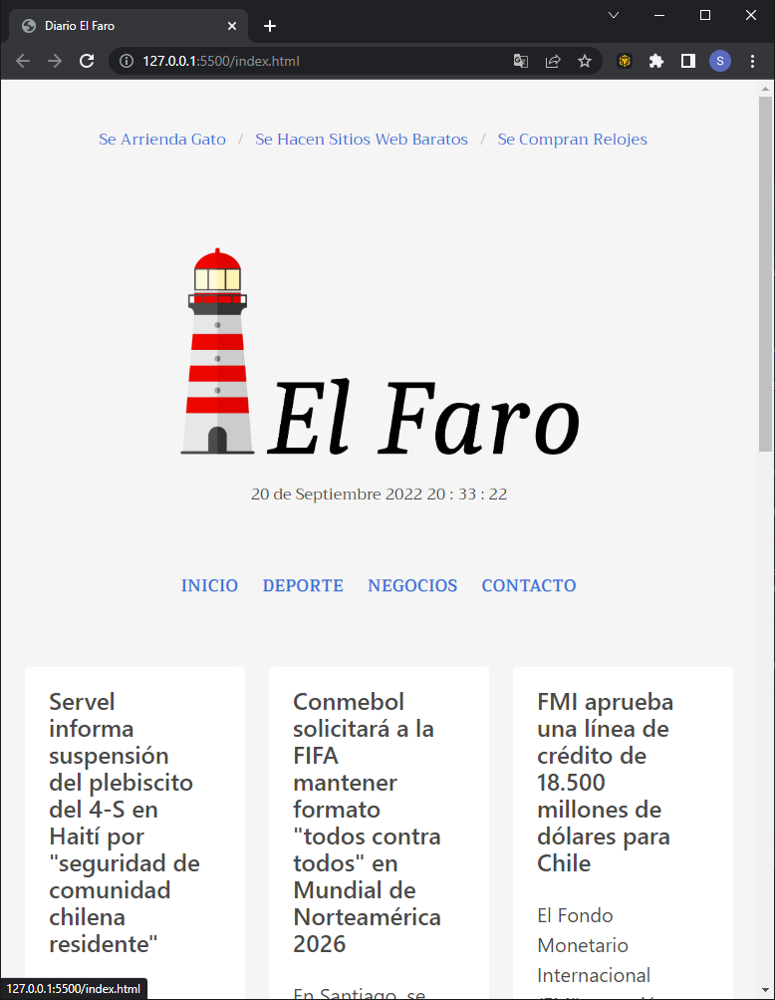 Diario El Faro
127.0.0.1:5500/index.html
S
Se Arrienda Gato / Se Hacen Sitios Web Baratos / Se Compran Relojes
El Faro
20 de Septiembre 2022 20 : 33 : 22
INICIO DEPORTE NEGOCIOS CONTACTO
Servel
informa
suspensión
del plebiscito
del 4-S en
Haití por
"seguridad de
comunidad
chilena
residente"
Conmebol
solicitará a la
FIFA
mantener
formato
"todos contra
todos" en
Mundial de
Norteamérica
2026
En Santiago, se
FMI aprueba
una línea de
crédito de
18.500
millones de
dólares para
Chile
El Fondo
Monetario
Internacional
127.0.0.1:5500/index.html